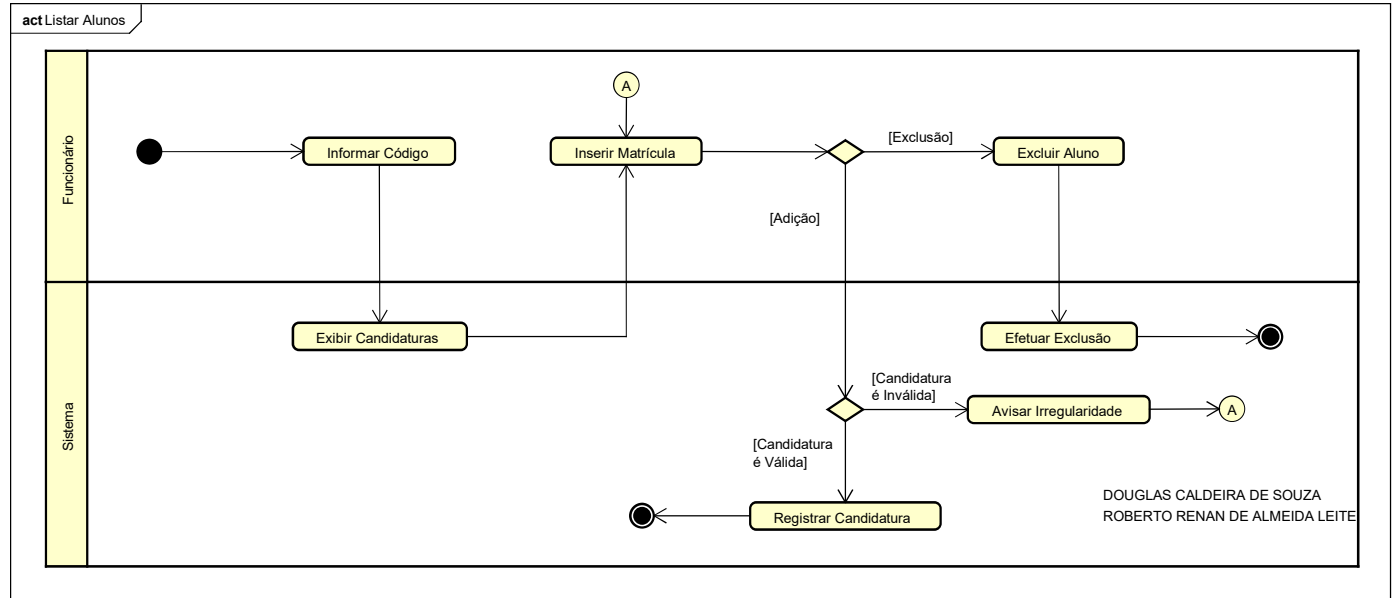 act Listar Alunos
Funcionário
A
Informar Código
Inserir Matrícula
[Exclusão]
Excluir Aluno
[Adição]
Sistema
Exibir Candidaturas
Efetuar Exclusão
[Candidatura
é Inválida]
Avisar Irregularidade
A
[Candidatura
é Válida]
Registrar Candidatura
DOUGLAS CALDEIRA DE SOUZA
ROBERTO RENAN DE ALMEIDA LEITE